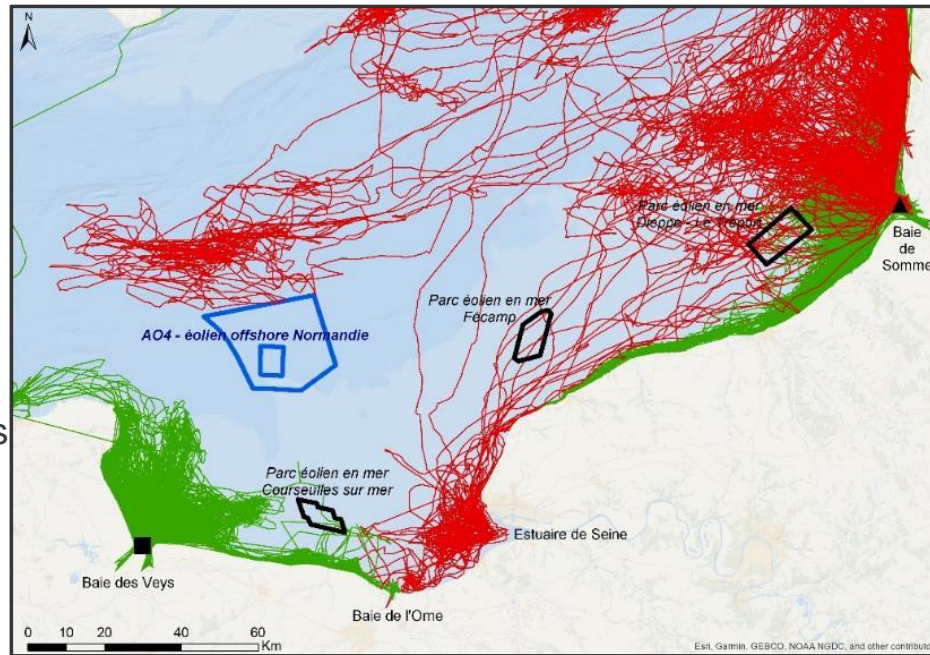 N
Parc éolien en mer
Dieppe - Le Tréport
Baie
de
Somme
Parc éolien en mer
Fécamp
AO4 - éolien offshore Normandie
s
Parc éolien en mer
Courseulles sur mer
Estuaire de Seine
Baie des Veys
Baie de l'Orne
0 10 20 40 60
Km
Esri, Garmin, GEBCO, NOAA NGDC, and other contributo